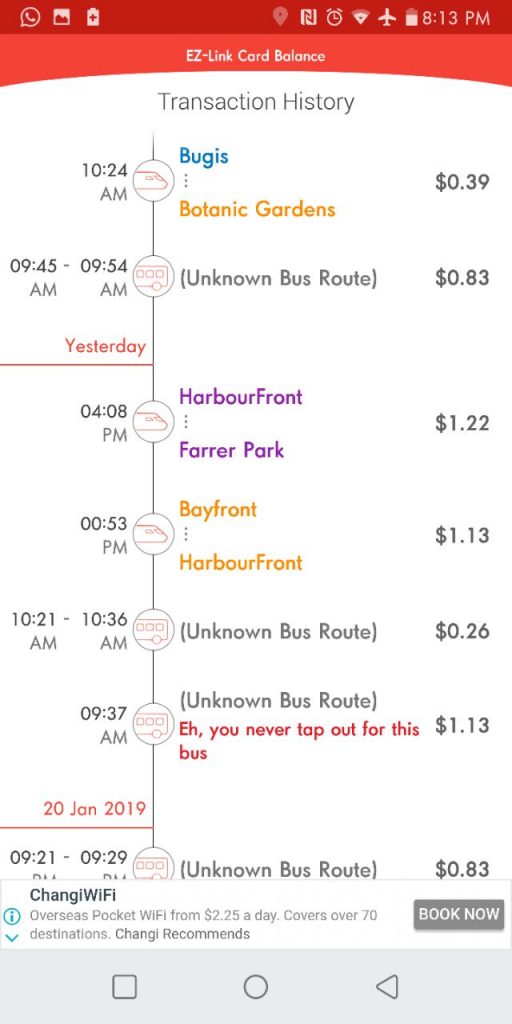 8:13 PM
EZ-Link Card Balance
Transaction History
10:24 AM
Bugis
Botanic Gardens
$0.39
09:45 - 09:54
AM AM
(Unknown Bus Route)
$0.83
Yesterday
04:08 PM
HarbourFront
Farrer Park
$1.22
00:53 PM
Bayfront
HarbourFront
$1.13
10:21 - 10:36
AM AM
(Unknown Bus Route)
$0.26
09:37 AM
(Unknown Bus Route)
Eh, you never tap out for this
bus
$1.13
20 Jan 2019
09:21 - 09:29
PM PM
(Unknown Bus Route)
$0.83
ChangiWiFi
Overseas Pocket WiFi from $2.25 a day. Covers over 70
destinations. Changi Recommends
BOOK NOW